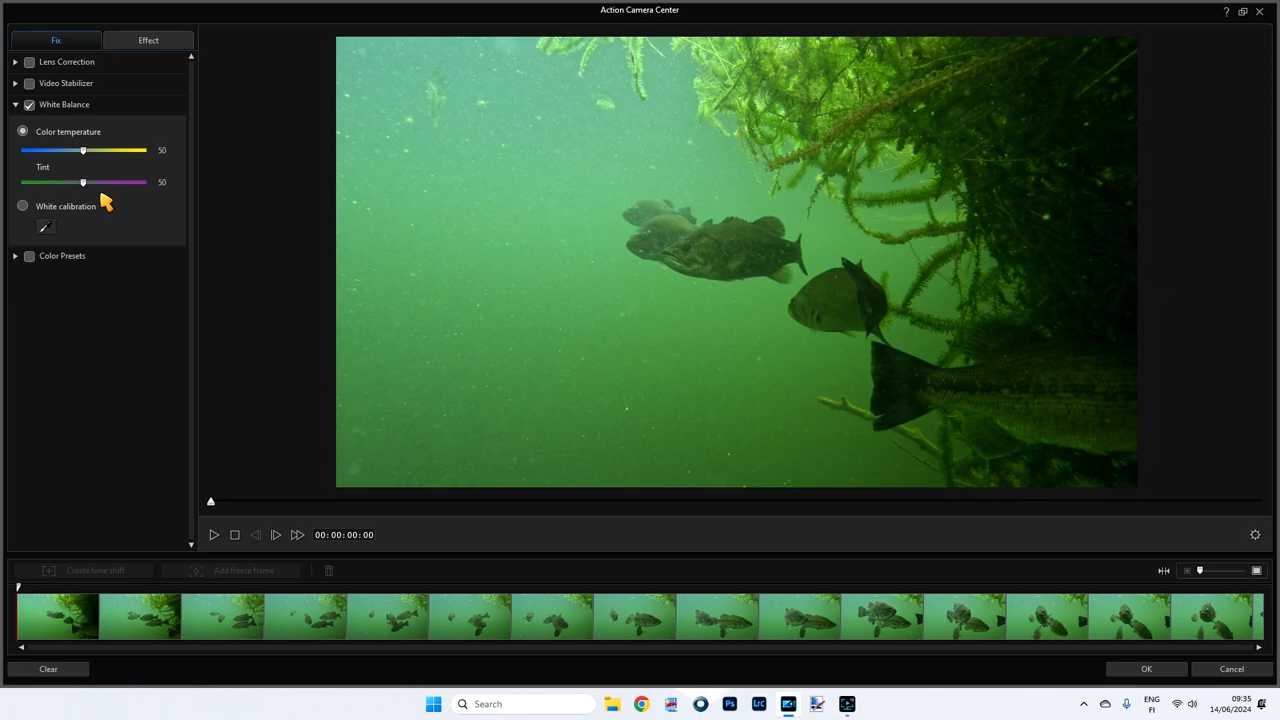 Action Camera Center
?
Fix
Effect
Lens Correction
Video Stabilizer
White Balance
Color temperature
50
Tint
50
White calibration
Color Presets
00:00:00:00
Create time shift
Add freeze frame
Clear
OK
Cancel
Search
Ps
Lrc
ENG
FI
09:35
14/06/2024